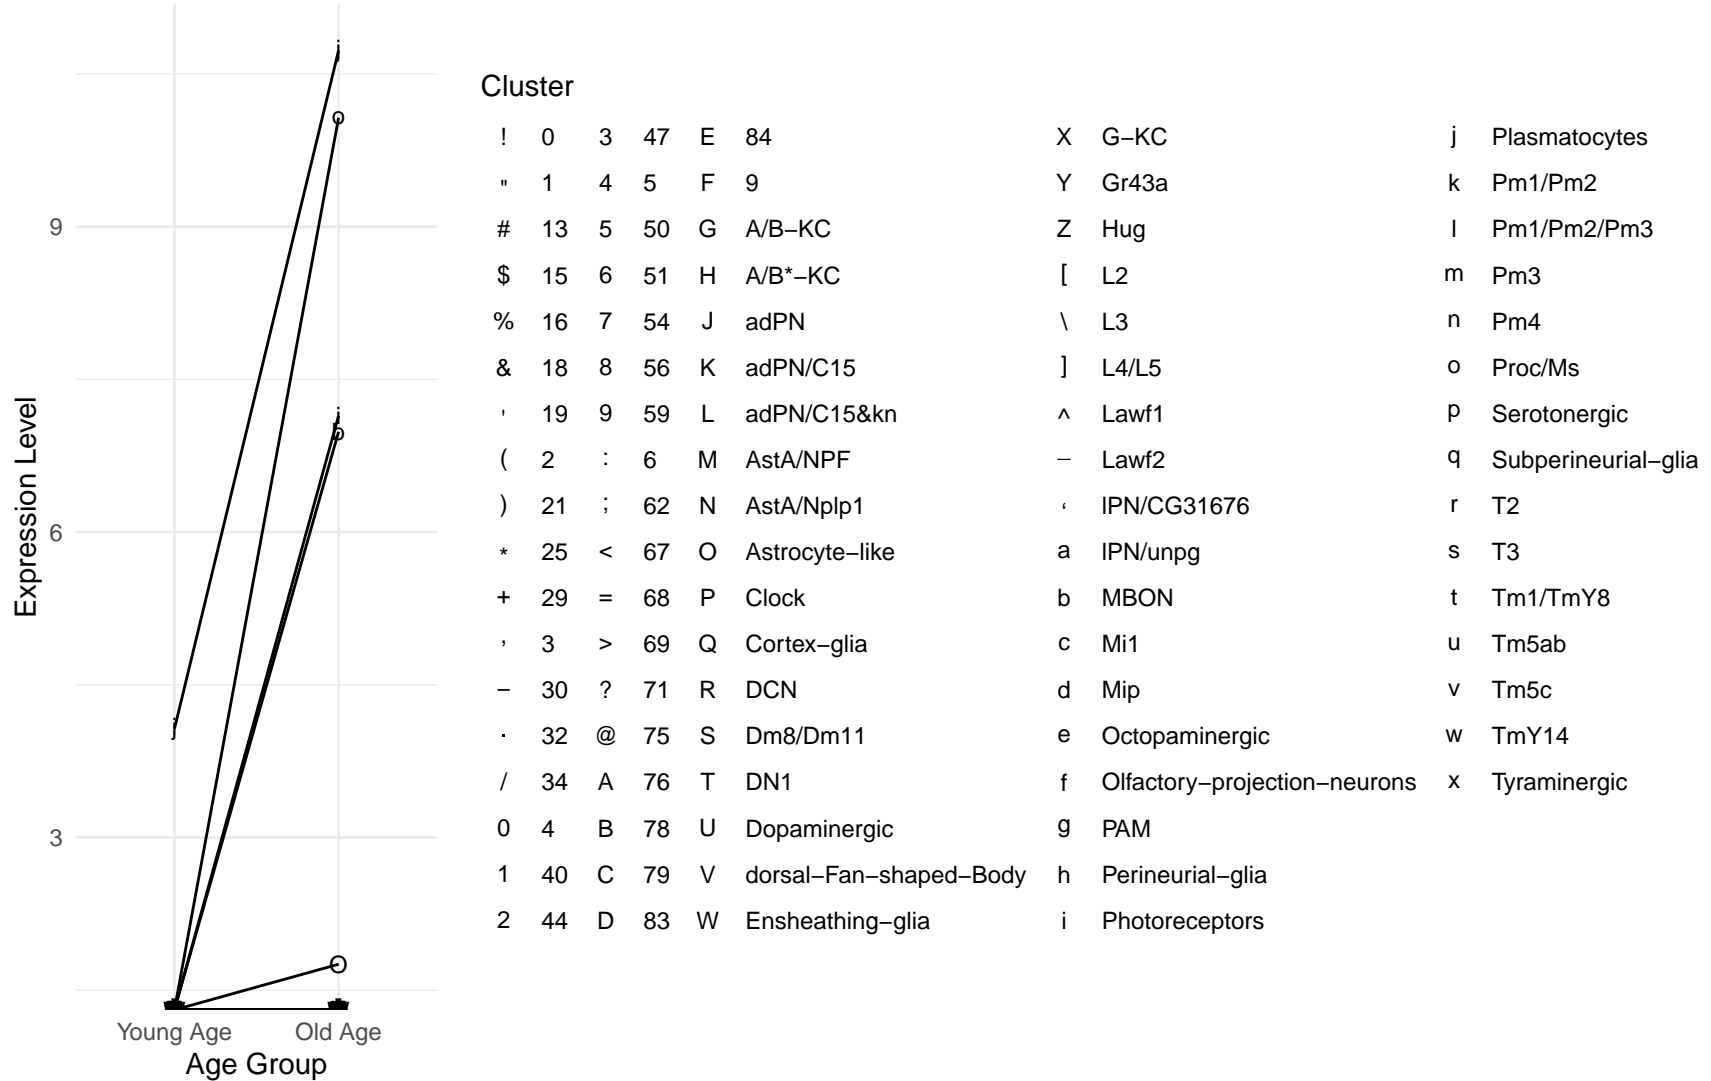 Cluster
! 0 3 47 E 84 X G−KC j Plasmatocytes
" 1 4 5 F 9 Y Gr43a k Pm1/Pm2
# 13 5 50 G A/B−KC Z Hug l Pm1/Pm2/Pm3
$ 15 6 51 H A/B*−KC [ L2 m Pm3
% 16 7 54 J adPN \ L3 n Pm4
& 18 8 56 K adPN/C15 ] L4/L5 o Proc/Ms
' 19 9 59 L adPN/C15&kn ^ Lawf1 p Serotonergic
( 2 : 6 M AstA/NPF − Lawf2 q Subperineurial−glia
) 21 ; 62 N AstA/Nplp1 ‘ lPN/CG31676 r T2
* 25 < 67 O Astrocyte−like a lPN/unpg s T3
+ 29 = 68 P Clock b MBON t Tm1/TmY8
, 3 > 69 Q Cortex−glia c Mi1 u Tm5ab
− 30 ? 71 R DCN d Mip v Tm5c
. 32 @ 75 S Dm8/Dm11 e Octopaminergic w TmY14
/ 34 A 76 T DN1 f Olfactory−projection−neurons x Tyraminergic
0 4 B 78 U Dopaminergic g PAM
1 40 C 79 V dorsal−Fan−shaped−Body h Perineurial−glia
2 44 D 83 W Ensheathing−glia i Photoreceptors
Expression Level
9
6
3
j
o
o
j
O
Young Age Old Age
Age Group